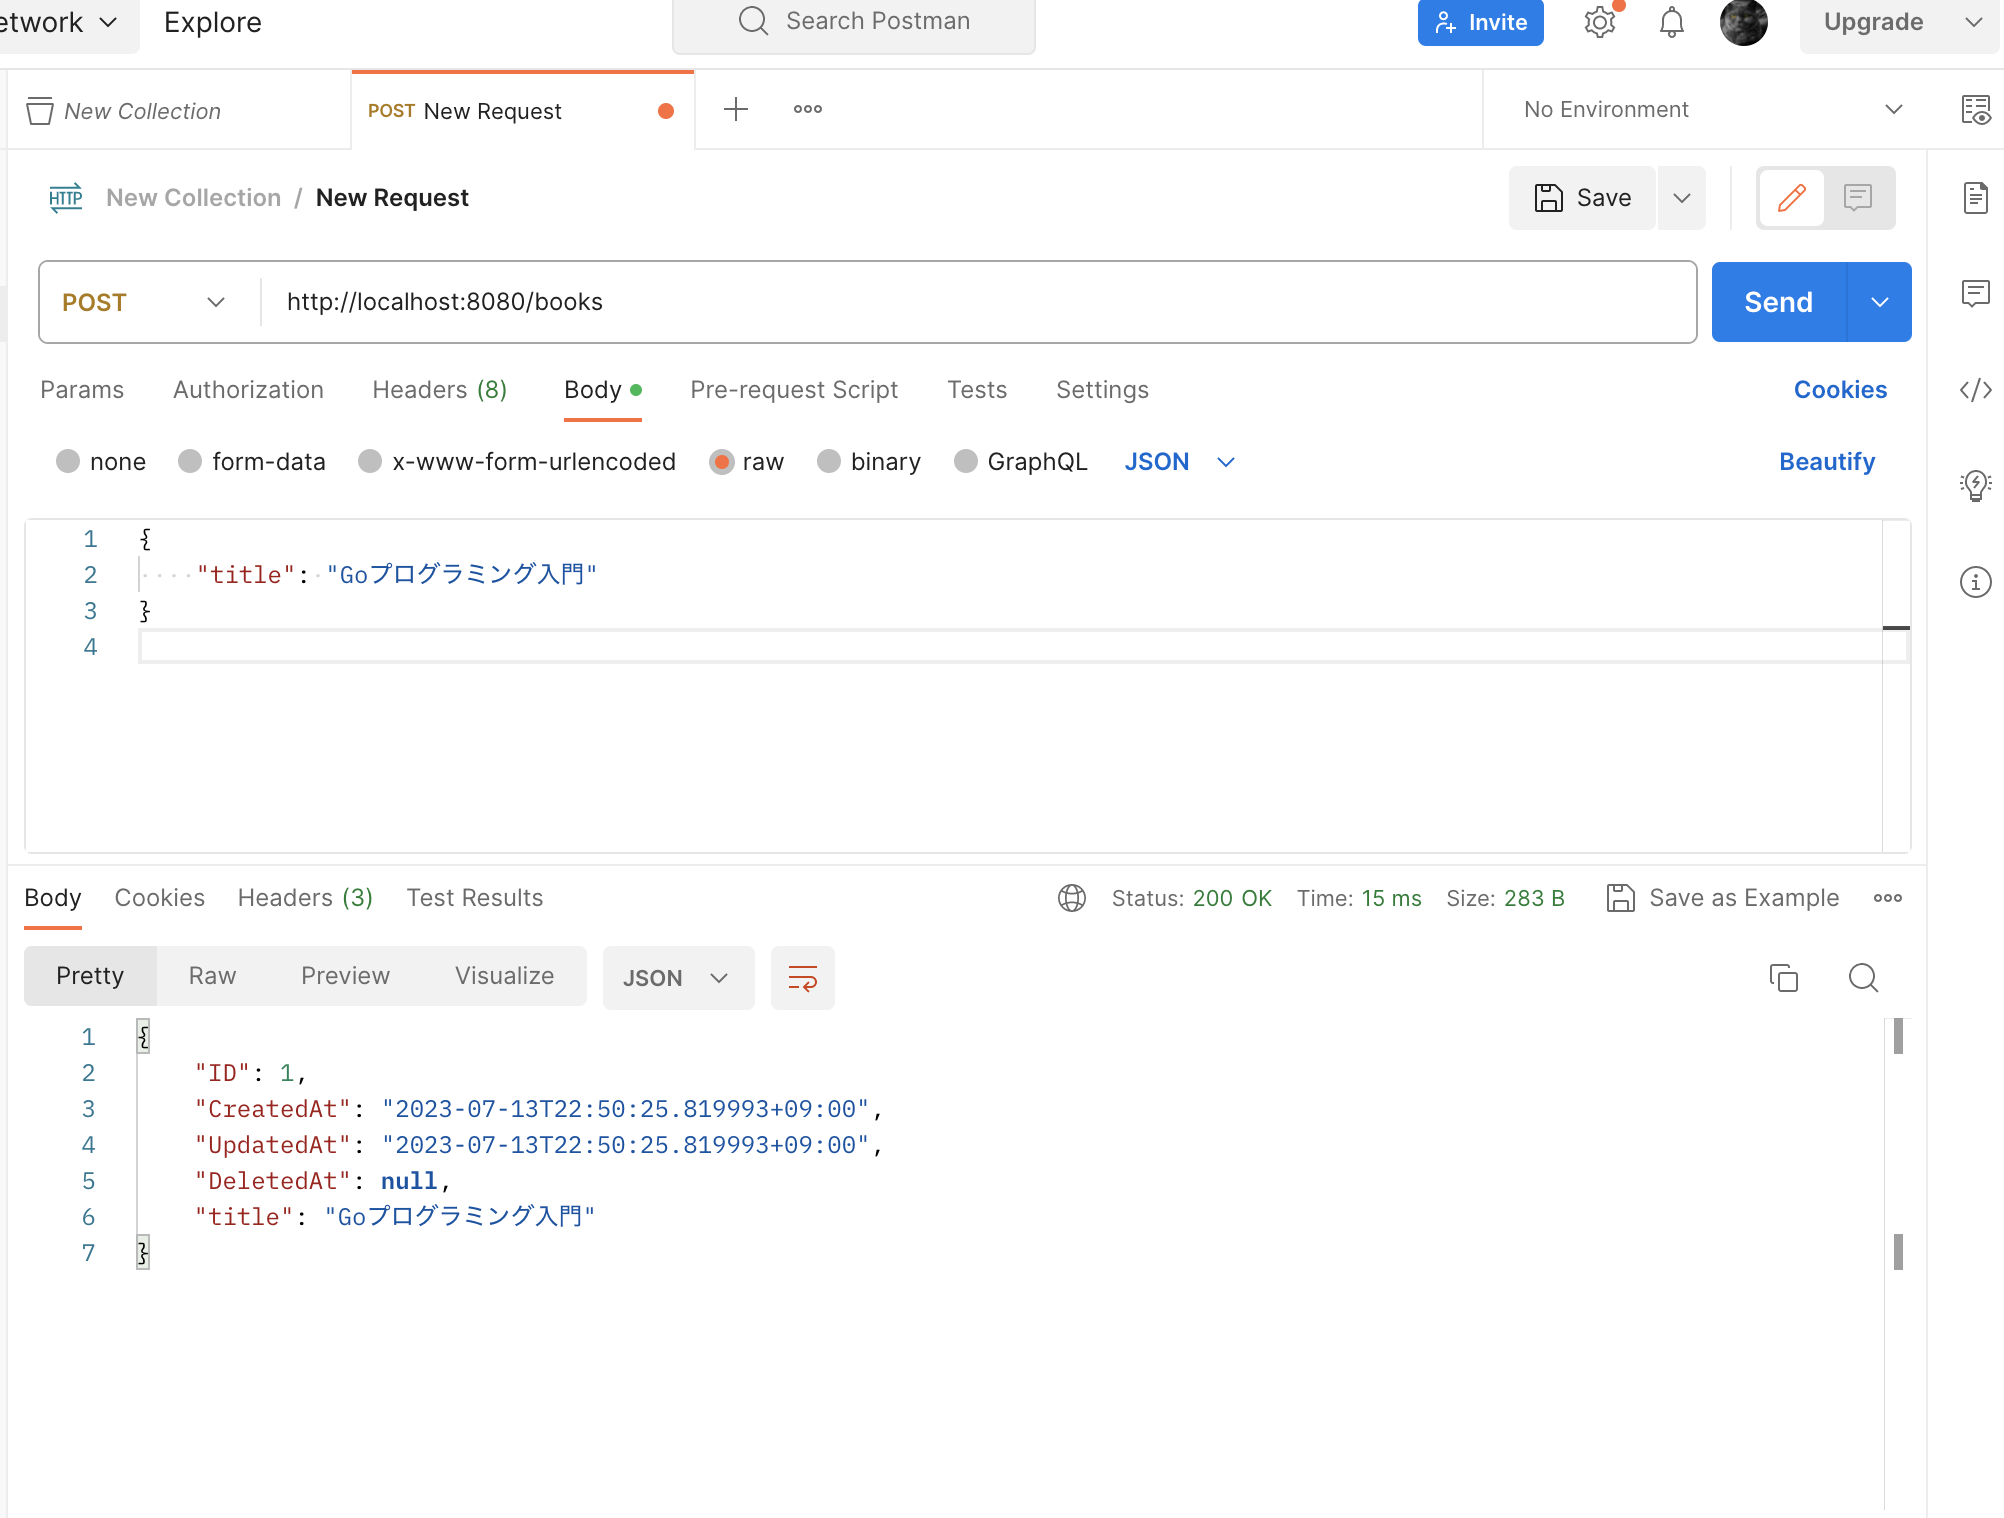 etwork Explore Search Postman Invite Upgrade
New Collection POST New Request No Environment
HTTP New Collection / New Request Save
POST http://localhost:8080/books Send
Params Authorization Headers (8) Body Pre-request Script Tests Settings Cookies
none form-data x-www-form-urlencoded raw binary GraphQL JSON Beautify
1 {
2 ····"title":·"Goプログラミング入門"
3 }
4
Body Cookies Headers (3) Test Results Status: 200 OK Time: 15 ms Size: 283 B Save as Example
Pretty Raw Preview Visualize JSON
1 {
2 "ID": 1,
3 "CreatedAt": "2023-07-13T22:50:25.819993+09:00",
4 "UpdatedAt": "2023-07-13T22:50:25.819993+09:00",
5 "DeletedAt": null,
6 "title": "Goプログラミング入門"
7 }